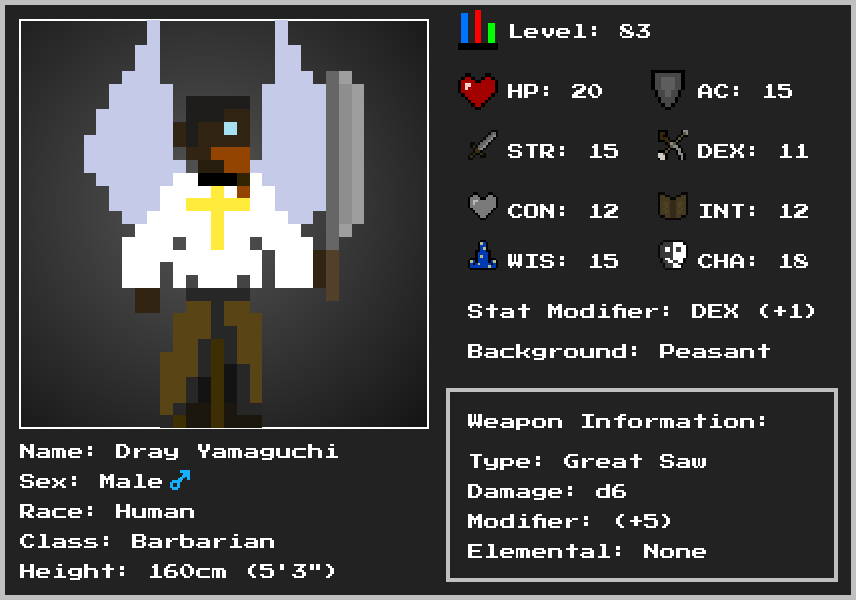 Level: 83
HP: 20 AC: 15
STR: 15 DEX: 11
CON: 12 INT: 12
WIS: 15 CHA: 18
Stat Modifier: DEX (+1)
Background: Peasant
Weapon Information:
Type: Great Saw
Damage: d6
Modifier: (+5)
Elemental: None
Name: Dray Yamaguchi
Sex: Male♂
Race: Human
Class: Barbarian
Height: 160cm (5'3")